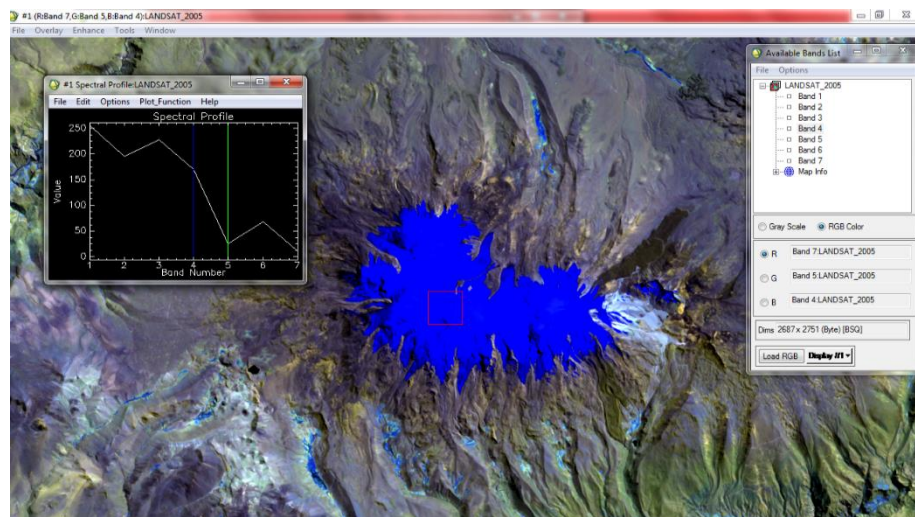 #1 (R:Band 7,G:Band 5,B:Band 4):LANDSAT_2005
File Overlay Enhance Tools Window
#1 Spectral Profile:LANDSAT_2005
File Edit Options Plot_Function Help
Spectral Profile
250
200
150
100
50
0
Value
1 2 3 4 5 6 7
Band Number
Available Bands List
File Options
LANDSAT_2005
Band 1
Band 2
Band 3
Band 4
Band 5
Band 6
Band 7
Map Info
Gray Scale RGB Color
R Band 7:LANDSAT_2005
G Band 5:LANDSAT_2005
B Band 4:LANDSAT_2005
Dims 2687 x 2751 (Byte) [BSQ]
Load RGB Display #1